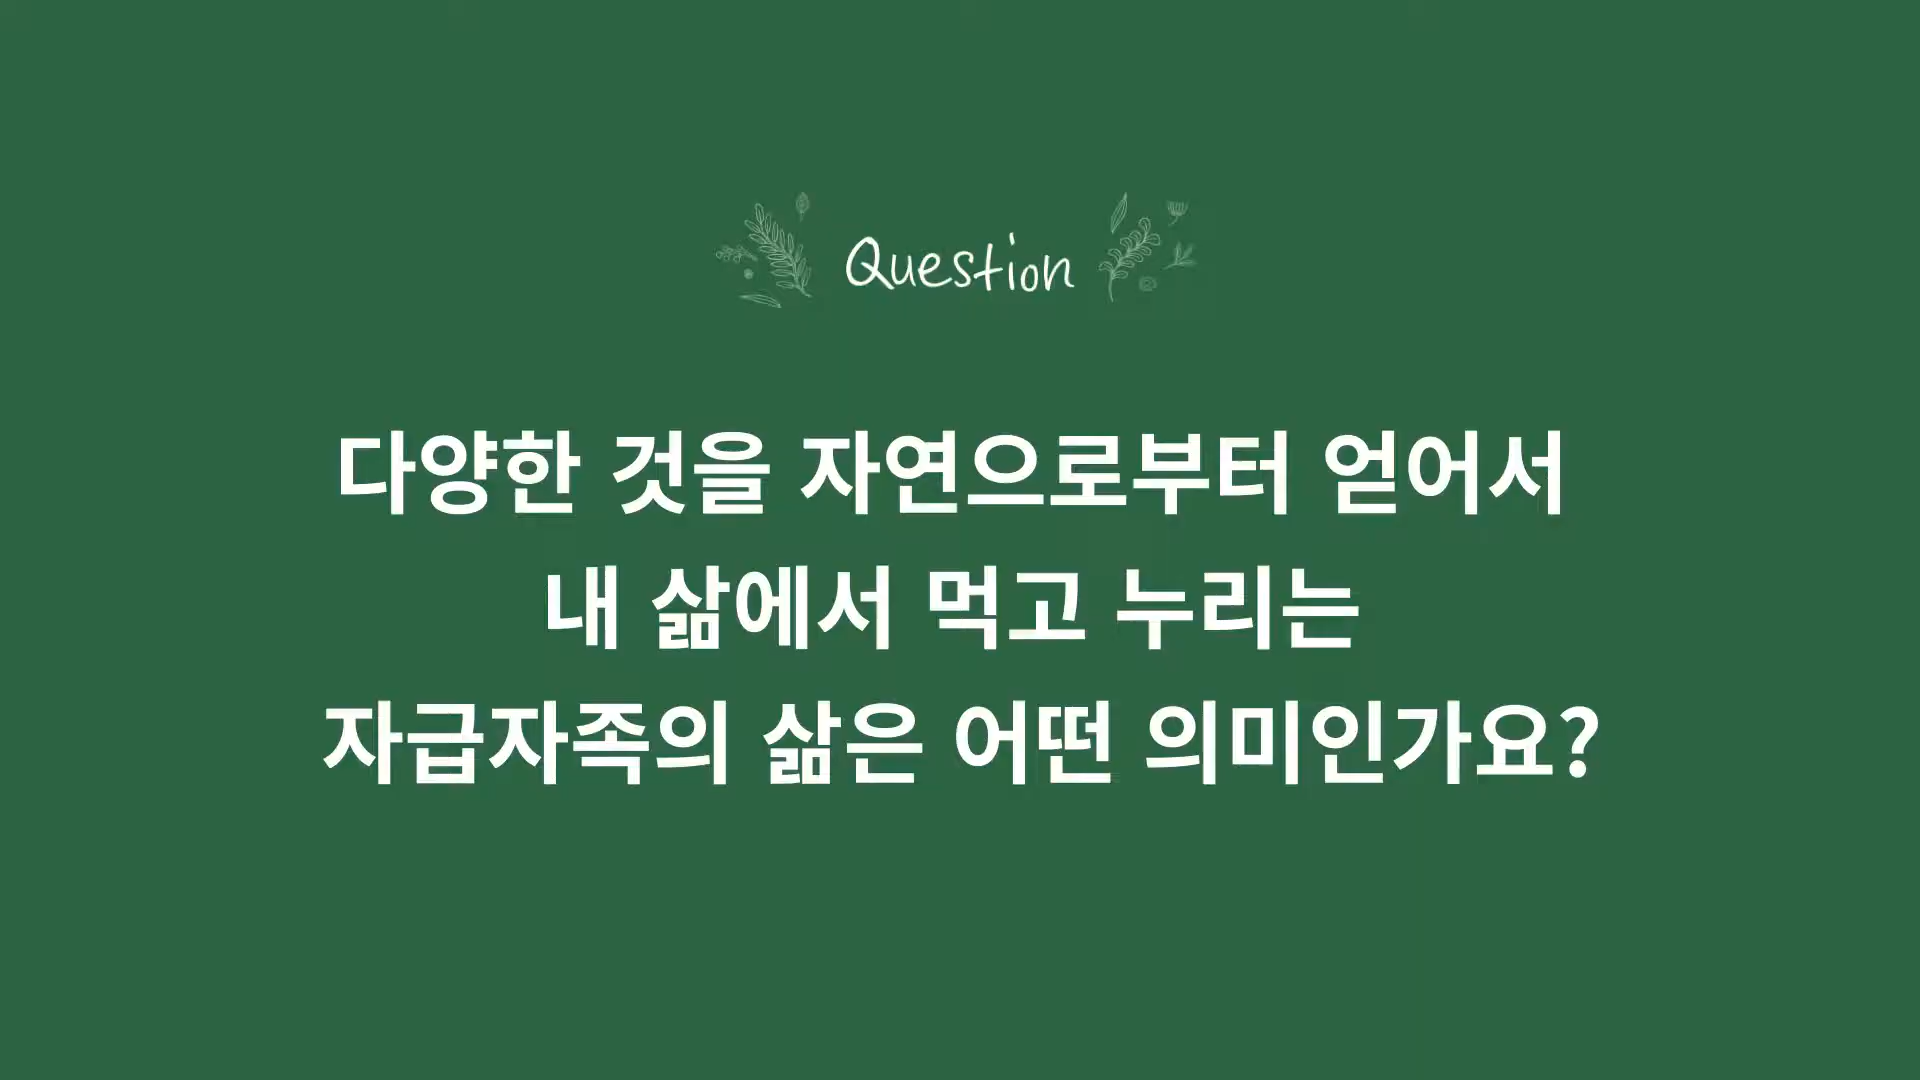 Question
다양한 것을 자연으로부터 얻어서
내 삶에서 먹고 누리는
자급자족의 삶은 어떤 의미인가요?